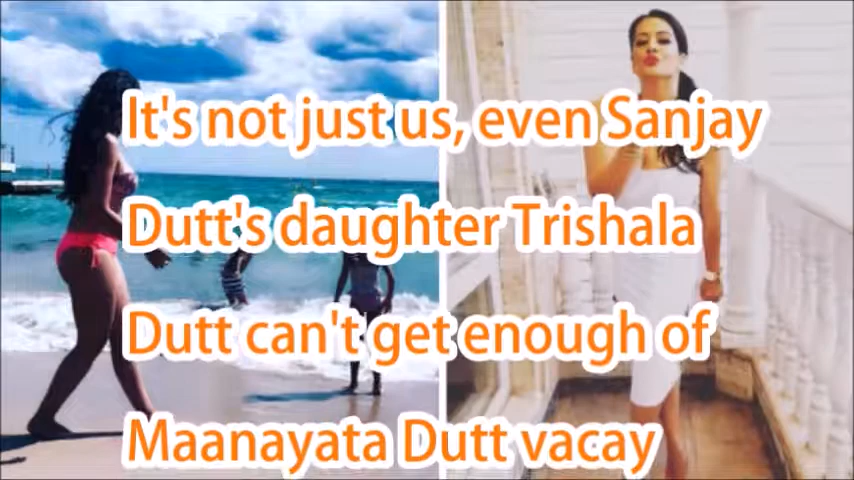 It's not just us, even Sanjay
Dutt's daughter Trishala
Dutt can't get enough of
Maanayata Dutt vacay